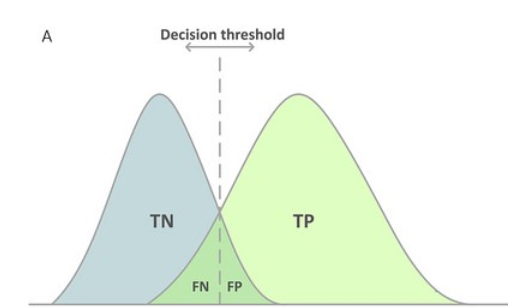 A
Decision threshold
TN
TP
FN
FP